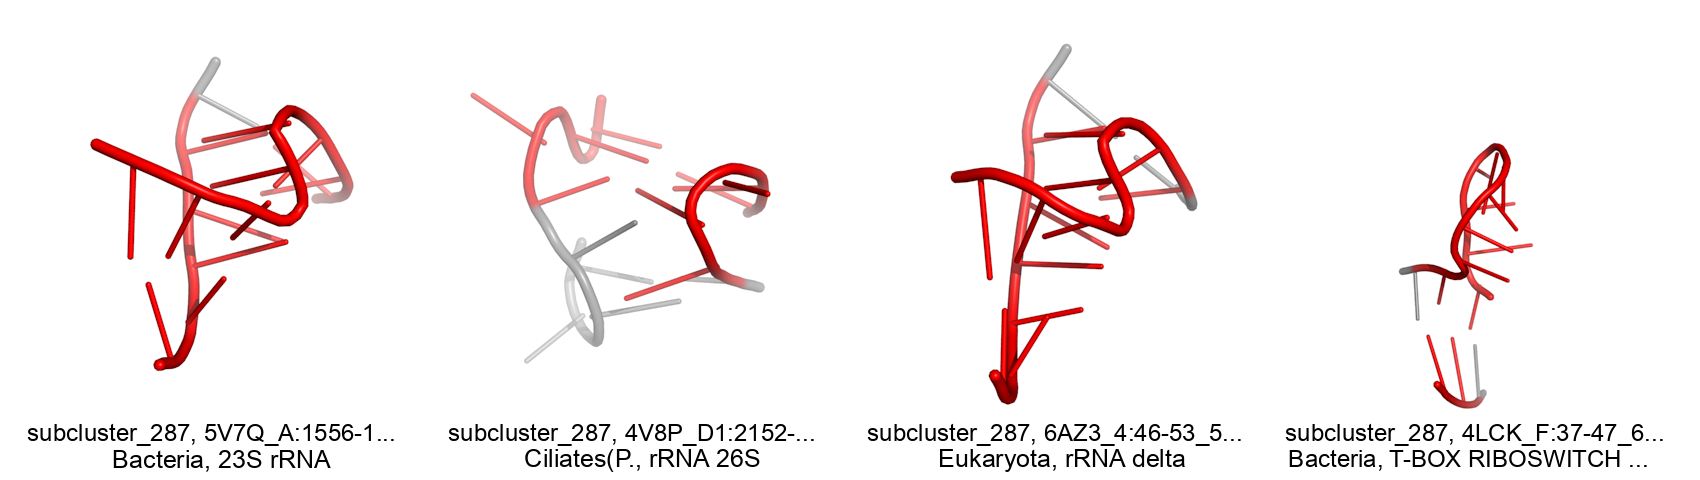 subcluster_287, 5V7Q_A:1556-1...
Bacteria, 23S rRNA
subcluster_287, 4V8P_D1:2152-...
Ciliates(P., rRNA 26S
subcluster_287, 6AZ3_4:46-53_5...
Eukaryota, rRNA delta
subcluster_287, 4LCK_F:37-47_6...
Bacteria, T-BOX RIBOSWITCH ...